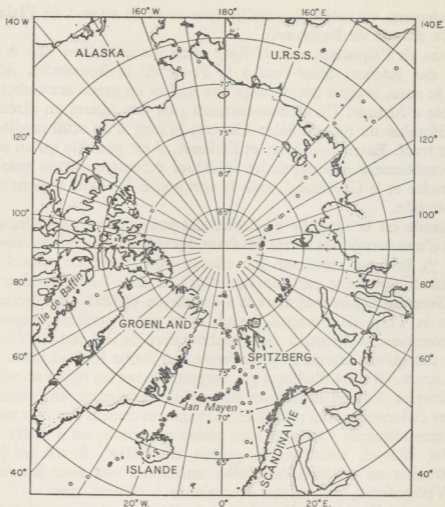 160° W 180° 160° E.
140 W 140 E.
ALASKA U.R.S.S.
70°
75°
120° 120°
80°
85°
100° 100°
80° 80°
Ile de Baffin
GROENLAND
SPITZBERG
60° 60°
75°
Jan Mayen
70°
SCANDINAVIE
65°
ISLANDE
40° 40°
20° W. 0° 20° E.